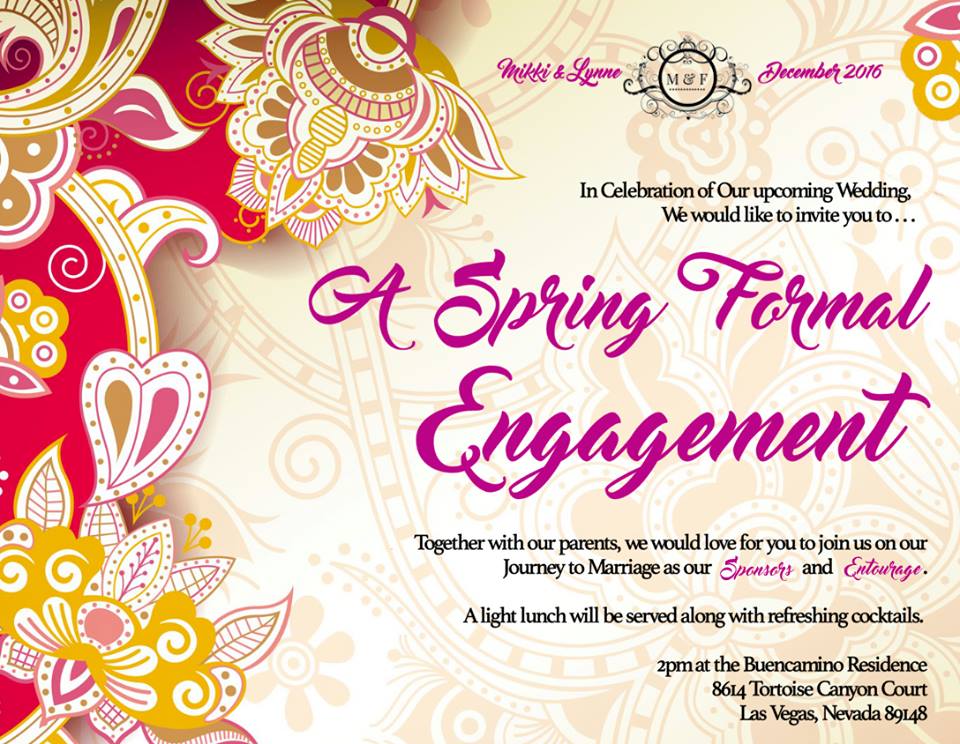 Mikki & Lynne M & F December 2016
In Celebration of Our upcoming Wedding,
We would like to invite you to . . .
A Spring Formal
Engagement
Together with our parents, we would love for you to join us on our
Journey to Marriage as our Sponsors and Entourage.
A light lunch will be served along with refreshing cocktails.
2pm at the Buencamino Residence
8614 Tortoise Canyon Court
Las Vegas, Nevada 89148